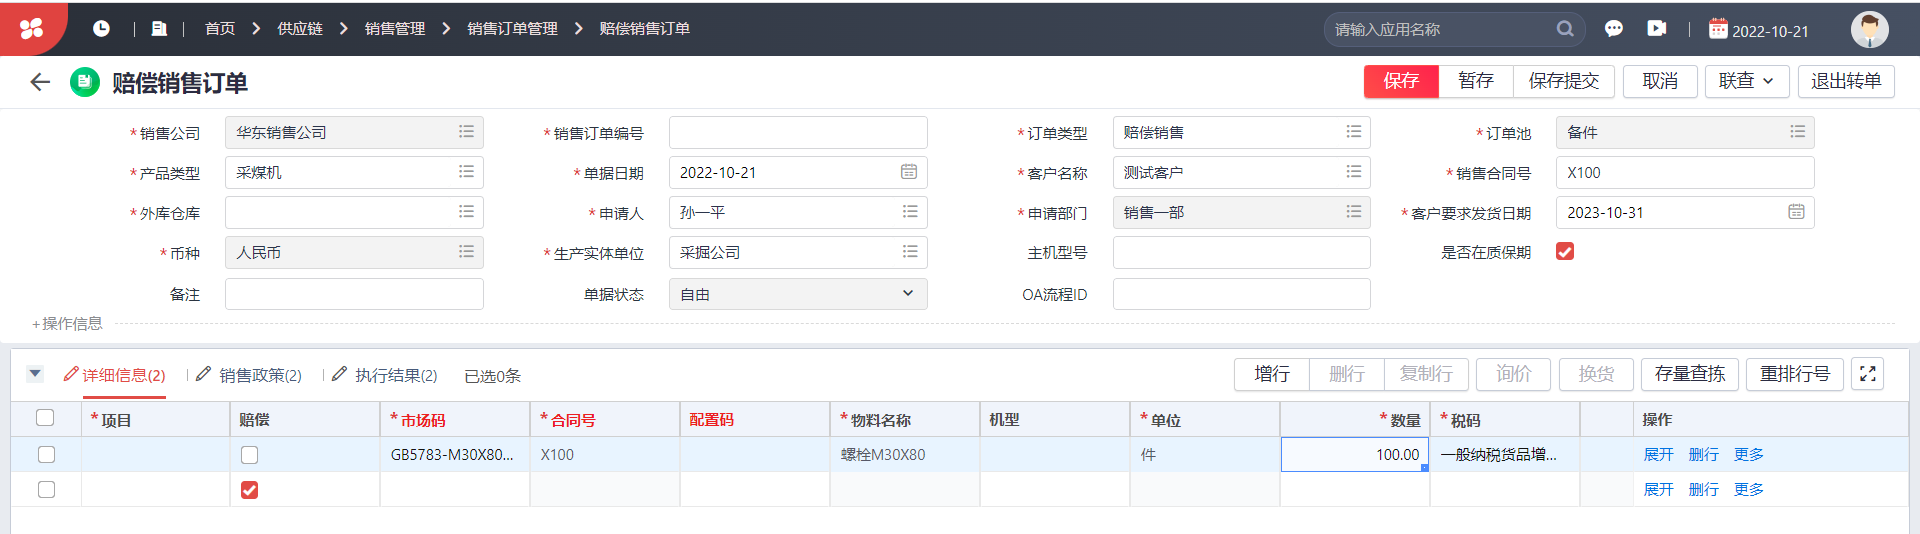 首页 供应链 销售管理 销售订单管理 赔偿销售订单 请输入应用名称 2022-10-21
赔偿销售订单 保存 暂存 保存提交 取消 联查 退出转单
*销售公司 华东销售公司 *销售订单编号 *订单类型 赔偿销售 *订单池 备件
*产品类型 采煤机 *单据日期 2022-10-21 *客户名称 测试客户 *销售合同号 X100
*外库仓库 *申请人 孙一平 *申请部门 销售一部 *客户要求发货日期 2023-10-31
*币种 人民币 *生产实体单位 采掘公司 主机型号 是否在质保期
备注 单据状态 自由 OA流程ID
+操作信息
详细信息(2) 销售政策(2) 执行结果(2) 已选0条 增行 删行 复制行 询价 换货 存量查拣 重排行号
*项目 赔偿 *市场码 *合同号 配置码 *物料名称 机型 *单位 *数量 *税码 操作
GB5783-M30X80... X100 螺栓M30X80 件 100.00 一般纳税货品增... 展开 删行 更多
展开 删行 更多